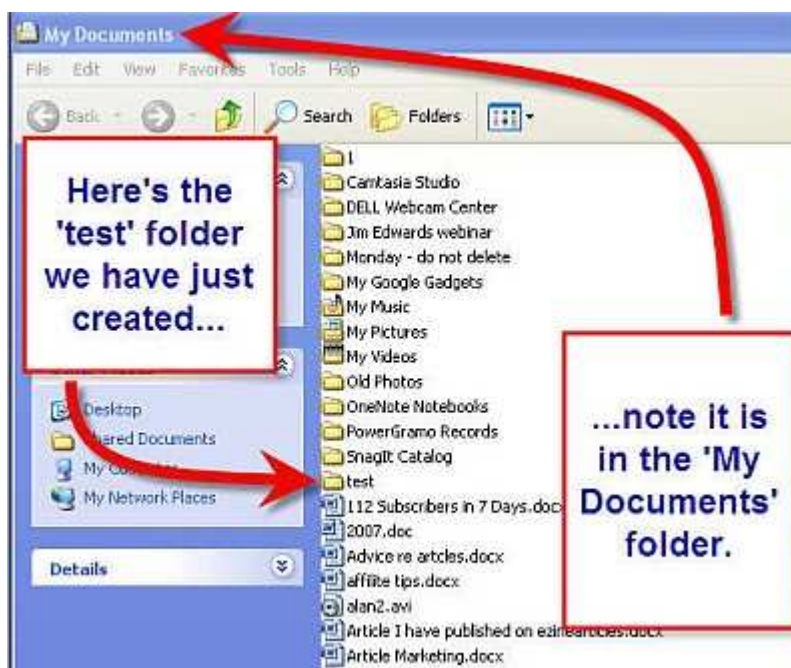 My Documents
File Edit View Favorites Tools Help
Back Search Folders
Here's the
'test' folder
we have just
created...
Desktop
Shared Documents
My
My Network Places
Details
1
Camtasia Studio
DELL Webcam Center
Jim Edwards webinar
Monday - do not delete
My Google Gadgets
My Music
My Pictures
My Videos
Old Photos
OneNote Notebooks
PowerGramo Records
SnagIt Catalog
test
112 Subscribers in 7 Days.docx
2007.doc
Advice re artcles.docx
affilite tips.docx
alan2.avi
Article I have published on ezinearticles.docx
Article Marketing.docx
...note it is
in the 'My
Documents'
folder.